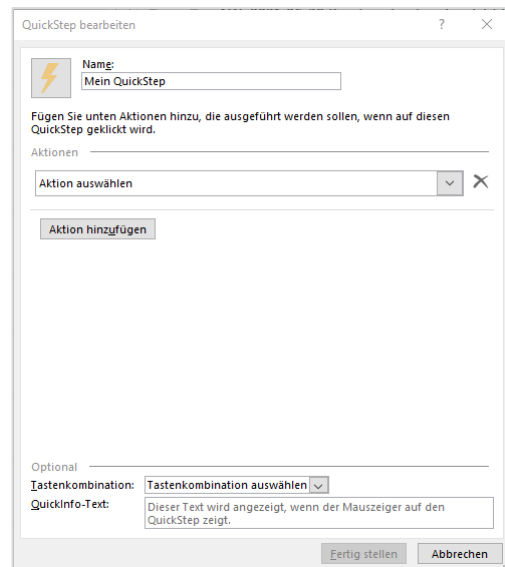 QuickStep bearbeiten ?
Name:
Mein QuickStep
Fügen Sie unten Aktionen hinzu, die ausgeführt werden sollen, wenn auf diesen
QuickStep geklickt wird.
Aktionen
Aktion auswählen
Aktion hinzufügen
Optional
Tastenkombination: Tastenkombination auswählen
QuickInfo-Text: Dieser Text wird angezeigt, wenn der Mauszeiger auf den
QuickStep zeigt.
Fertig stellen Abbrechen